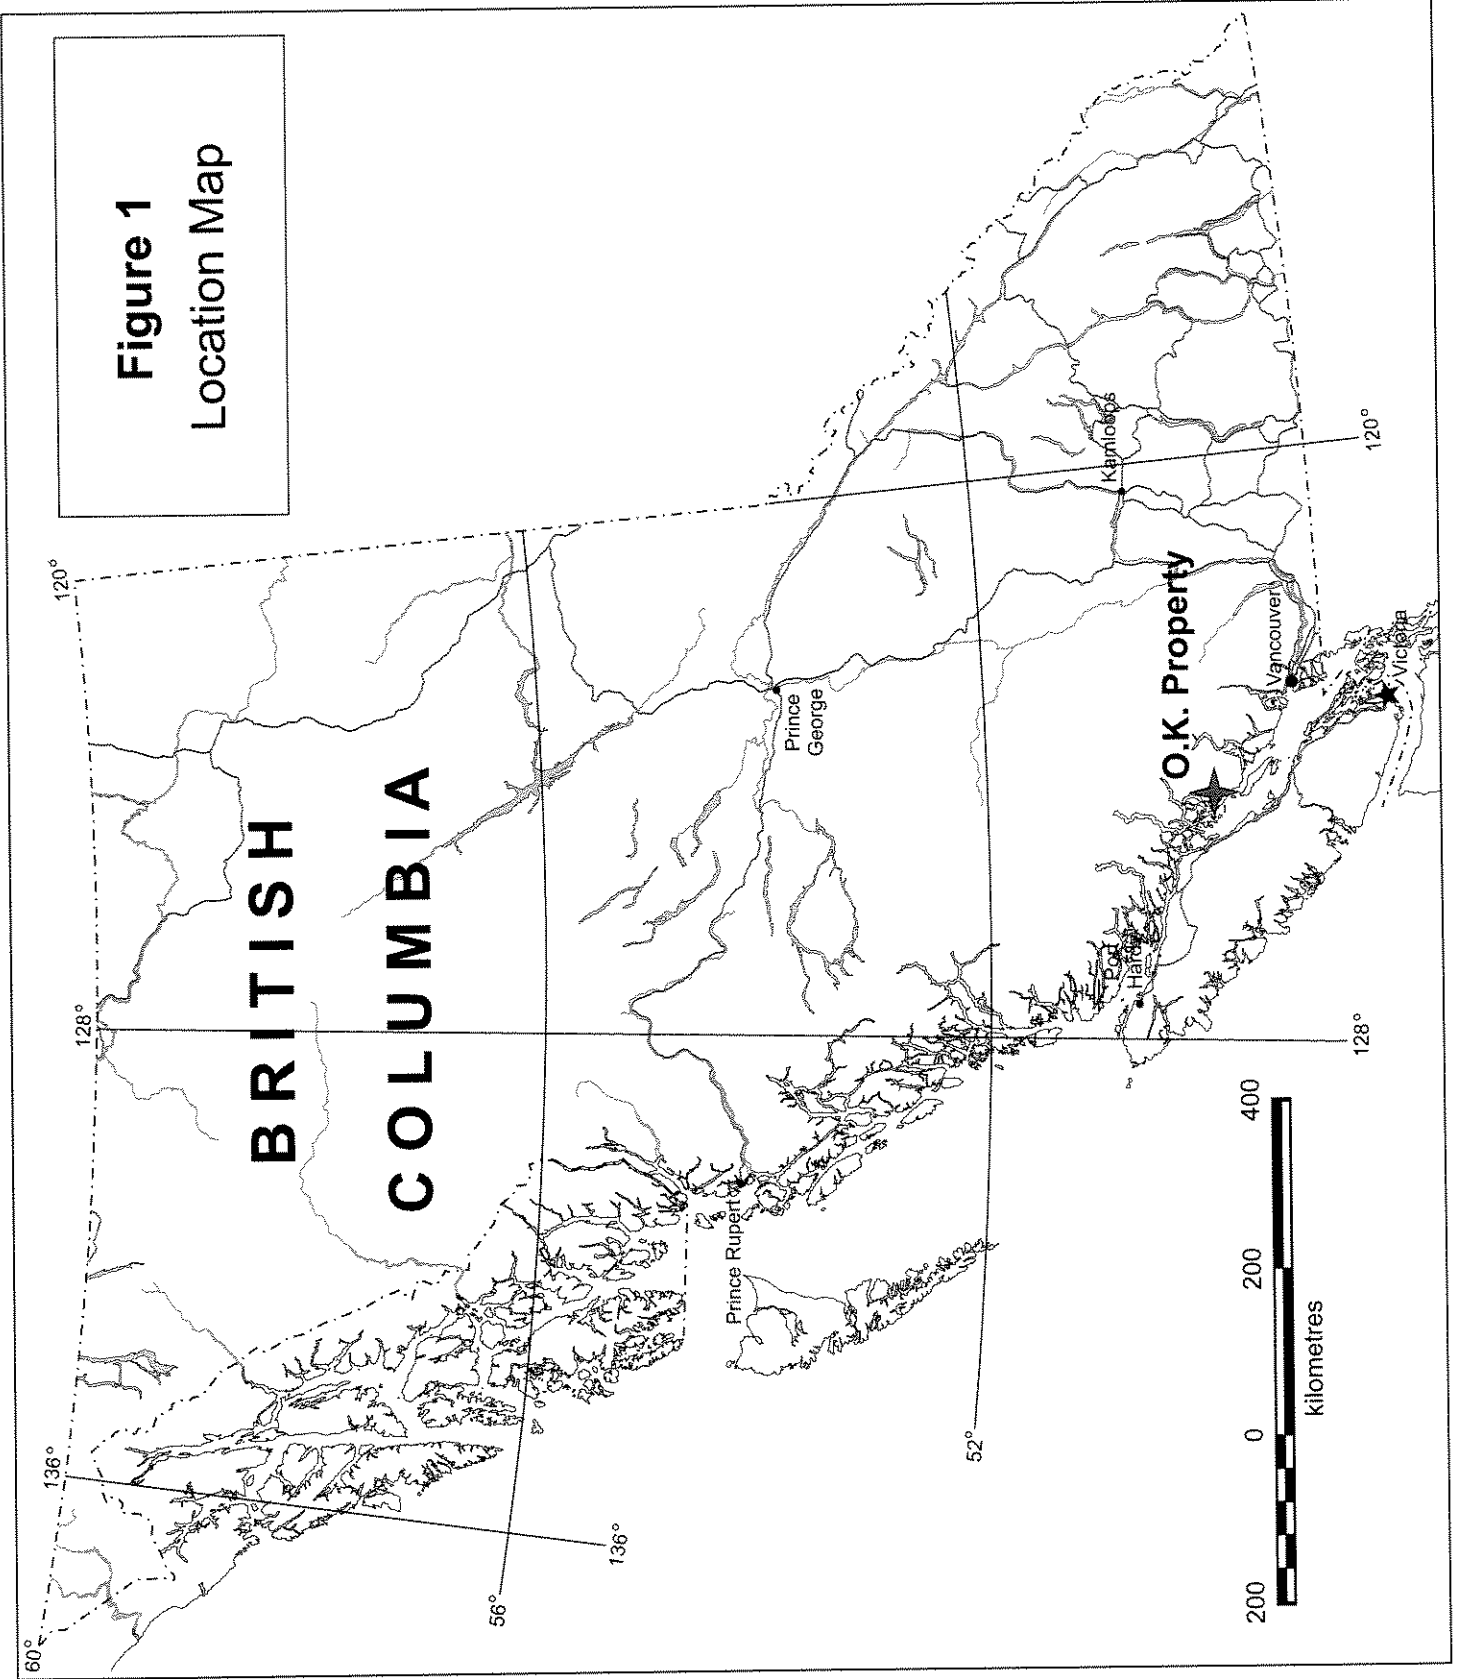 Figure 1
Location Map
60°
136°
128°
120°
BRITISH
COLUMBIA
56°
136°
Prince Rupert
Prince
George
52°
Port
Hardy
Kamloops
O.K. Property
Vancouver
Victoria
128°
120°
200 0 200 400
kilometres